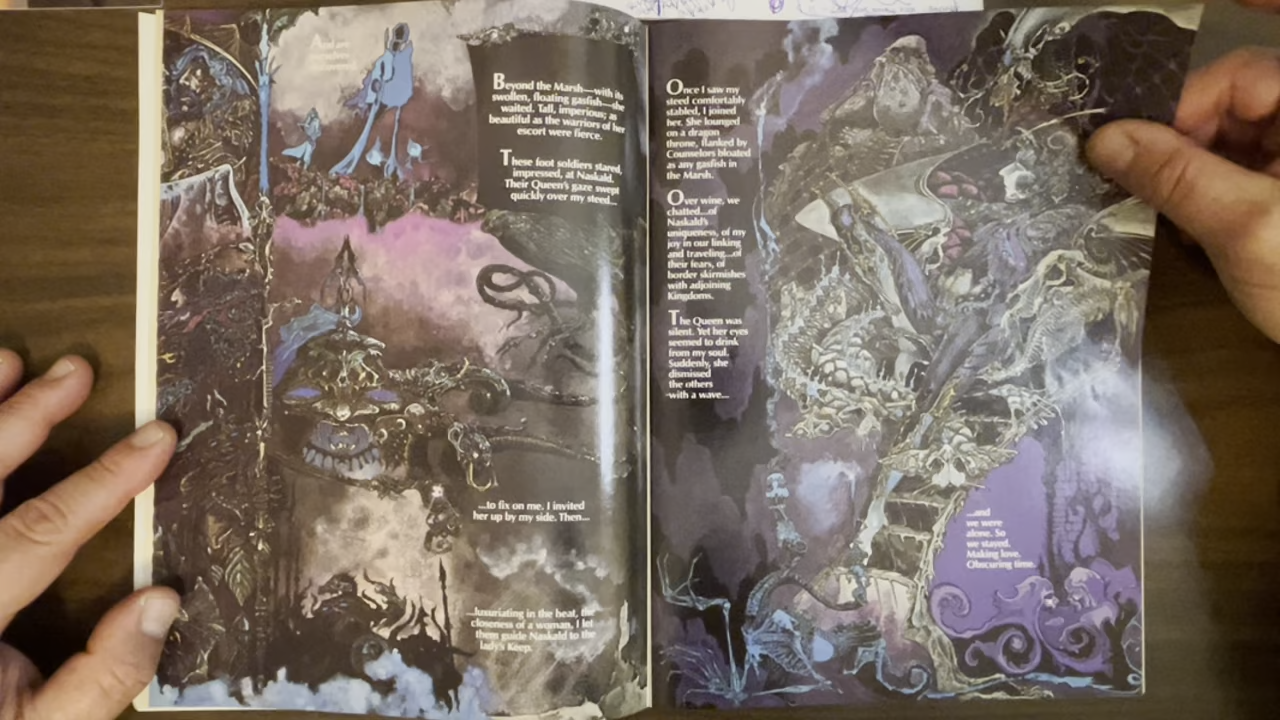 And
Beyond the Marsh—with its
swollen, floating gasfish—she
waited. Tall, imperious; as
beautiful as the warriors of her
escort were fierce.
These foot soldiers stared,
impressed, at Naskald.
Their Queen's gaze swept
quickly over my steed...
...to fix on me. I invited
her up by my side. Then...
...luxuriating in the heat, the
closeness of a woman, I let
them guide Naskald to the
lady's Keep.
Once I saw my
steed comfortably
stabled, I joined
her. She lounged
on a dragon
throne, flanked by
Counselors bloated
as any gasfish in
the Marsh.
Over wine, we
chatted...of
Naskald's
uniqueness, of my
joy in our linking
and traveling...of
their fears, of
border skirmishes
with adjoining
Kingdoms.
The Queen was
silent. Yet her eyes
seemed to drink
from my soul.
Suddenly, she
dismissed
the others
with a wave...
...and
we were
alone. So
we stayed.
Making love.
Obscuring time.